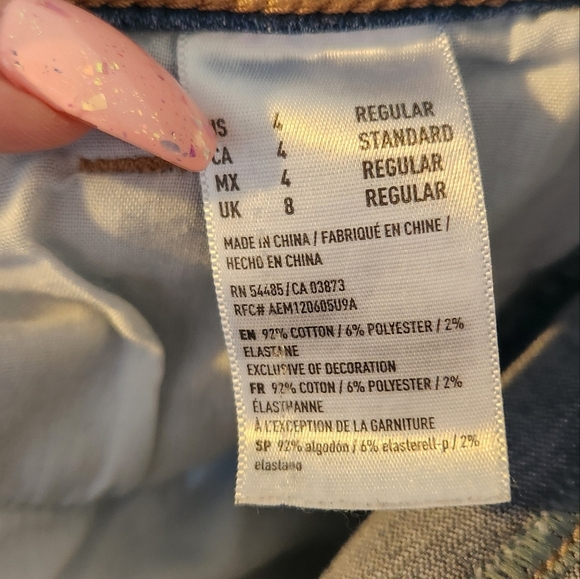 US 4 REGULAR
CA 4 STANDARD
MX 4 REGULAR
UK 8 REGULAR
MADE IN CHINA / FABRIQUÉ EN CHINE /
HECHO EN CHINA
RN 54485 / CA 03873
RFC# AEM120605U9A
EN 92% COTTON / 6% POLYESTER / 2%
ELASTANE
EXCLUSIVE OF DECORATION
FR 92% COTON / 6% POLYESTER / 2%
ÉLASTHANNE
À L'EXCEPTION DE LA GARNITURE
SP 92% algodón / 6% elasterell-p / 2%
elastano